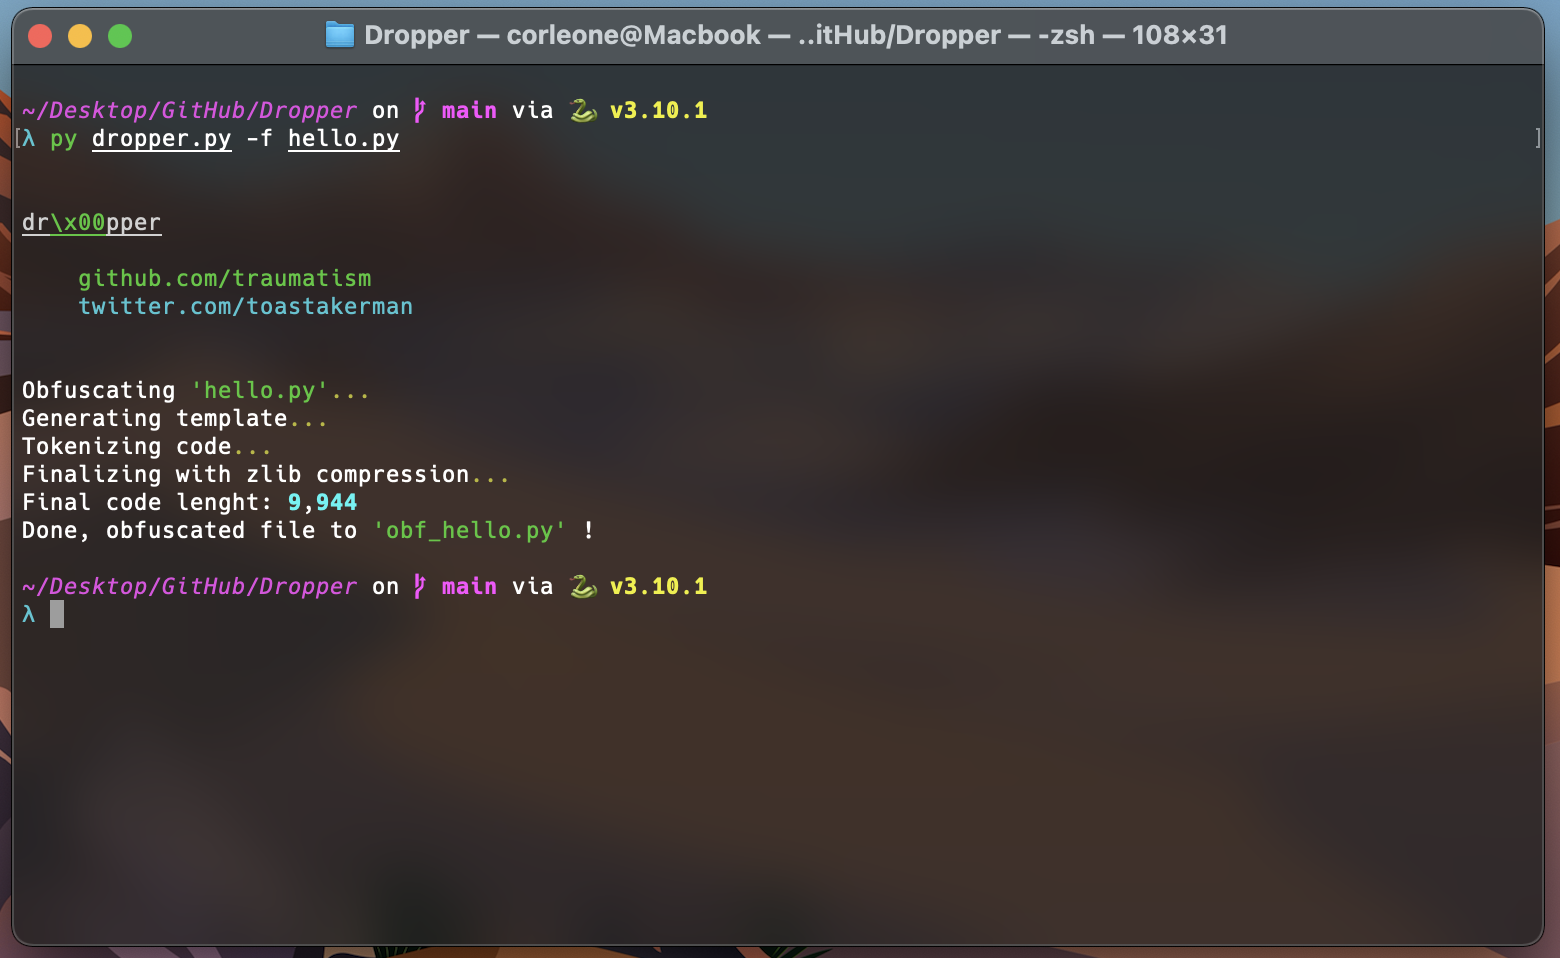 Dropper — corleone@Macbook — ..itHub/Dropper — -zsh — 108×31
~/Desktop/GitHub/Dropper on main via 🐍 v3.10.1
[λ py dropper.py -f hello.py ]
dr\x00pper
github.com/traumatism
twitter.com/toastakerman
Obfuscating 'hello.py'...
Generating template...
Tokenizing code...
Finalizing with zlib compression...
Final code lenght: 9,944
Done, obfuscated file to 'obf_hello.py' !
~/Desktop/GitHub/Dropper on main via 🐍 v3.10.1
λ